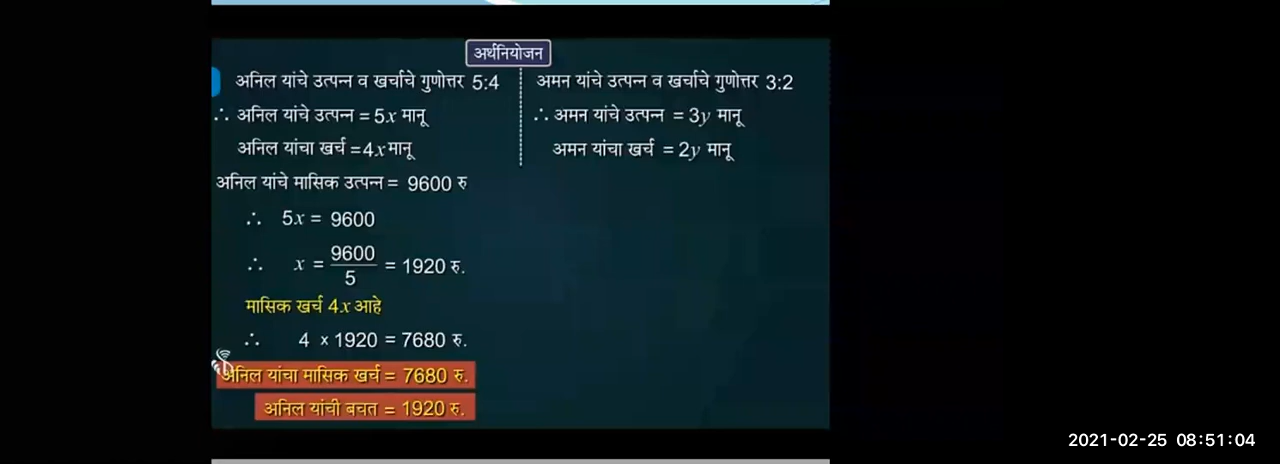 अर्थनियोजन
अनिल यांचे उत्पन्न व खर्चाचे गुणोत्तर 5:4
∴ अनिल यांचे उत्पन्न = 5x मानू
अनिल यांचा खर्च =4x मानू
अमन यांचे उत्पन्न व खर्चाचे गुणोत्तर 3:2
∴ अमन यांचे उत्पन्न = 3y मानू
अमन यांचा खर्च = 2y मानू
अनिल यांचे मासिक उत्पन्न = 9600 रु
∴ 5x = 9600
∴ x = 9600/5 = 1920 रु.
मासिक खर्च 4x आहे
∴ 4 × 1920 = 7680 रु.
अनिल यांचा मासिक खर्च = 7680 रु.
अनिल यांची बचत = 1920 रु.
2021-02-25 08:51:04